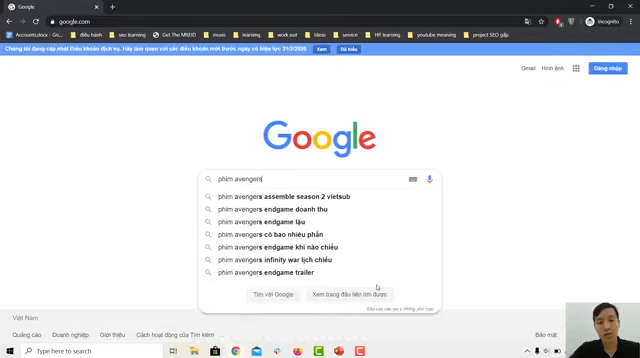 Google
google.com
Incognito
Accounts.docx - Go...
điều hành
seo learning
Get The MREID
music
learning
work out
Ideas
service
HR learning
youtube meaning
project SEO gấp
Chúng tôi đang cập nhật Điều khoản dịch vụ. Hãy làm quen với các điều khoản mới trước ngày có hiệu lực 31/3/2020
Xem
Đã hiểu
Gmail
Hình ảnh
Đăng nhập
Google
phim avengers
phim avengers assemble season 2 vietsub
phim avengers endgame doanh thu
phim avengers endgame lậu
phim avengers có bao nhiêu phần
phim avengers endgame khi nào chiếu
phim avengers infinity war lịch chiếu
phim avengers endgame trailer
Tìm với Google
Xem trang đầu tiên tìm được
Việt Nam
Quảng cáo
Doanh nghiệp
Giới thiệu
Cách hoạt động của Tìm kiếm
Bảo mật
Type here to search